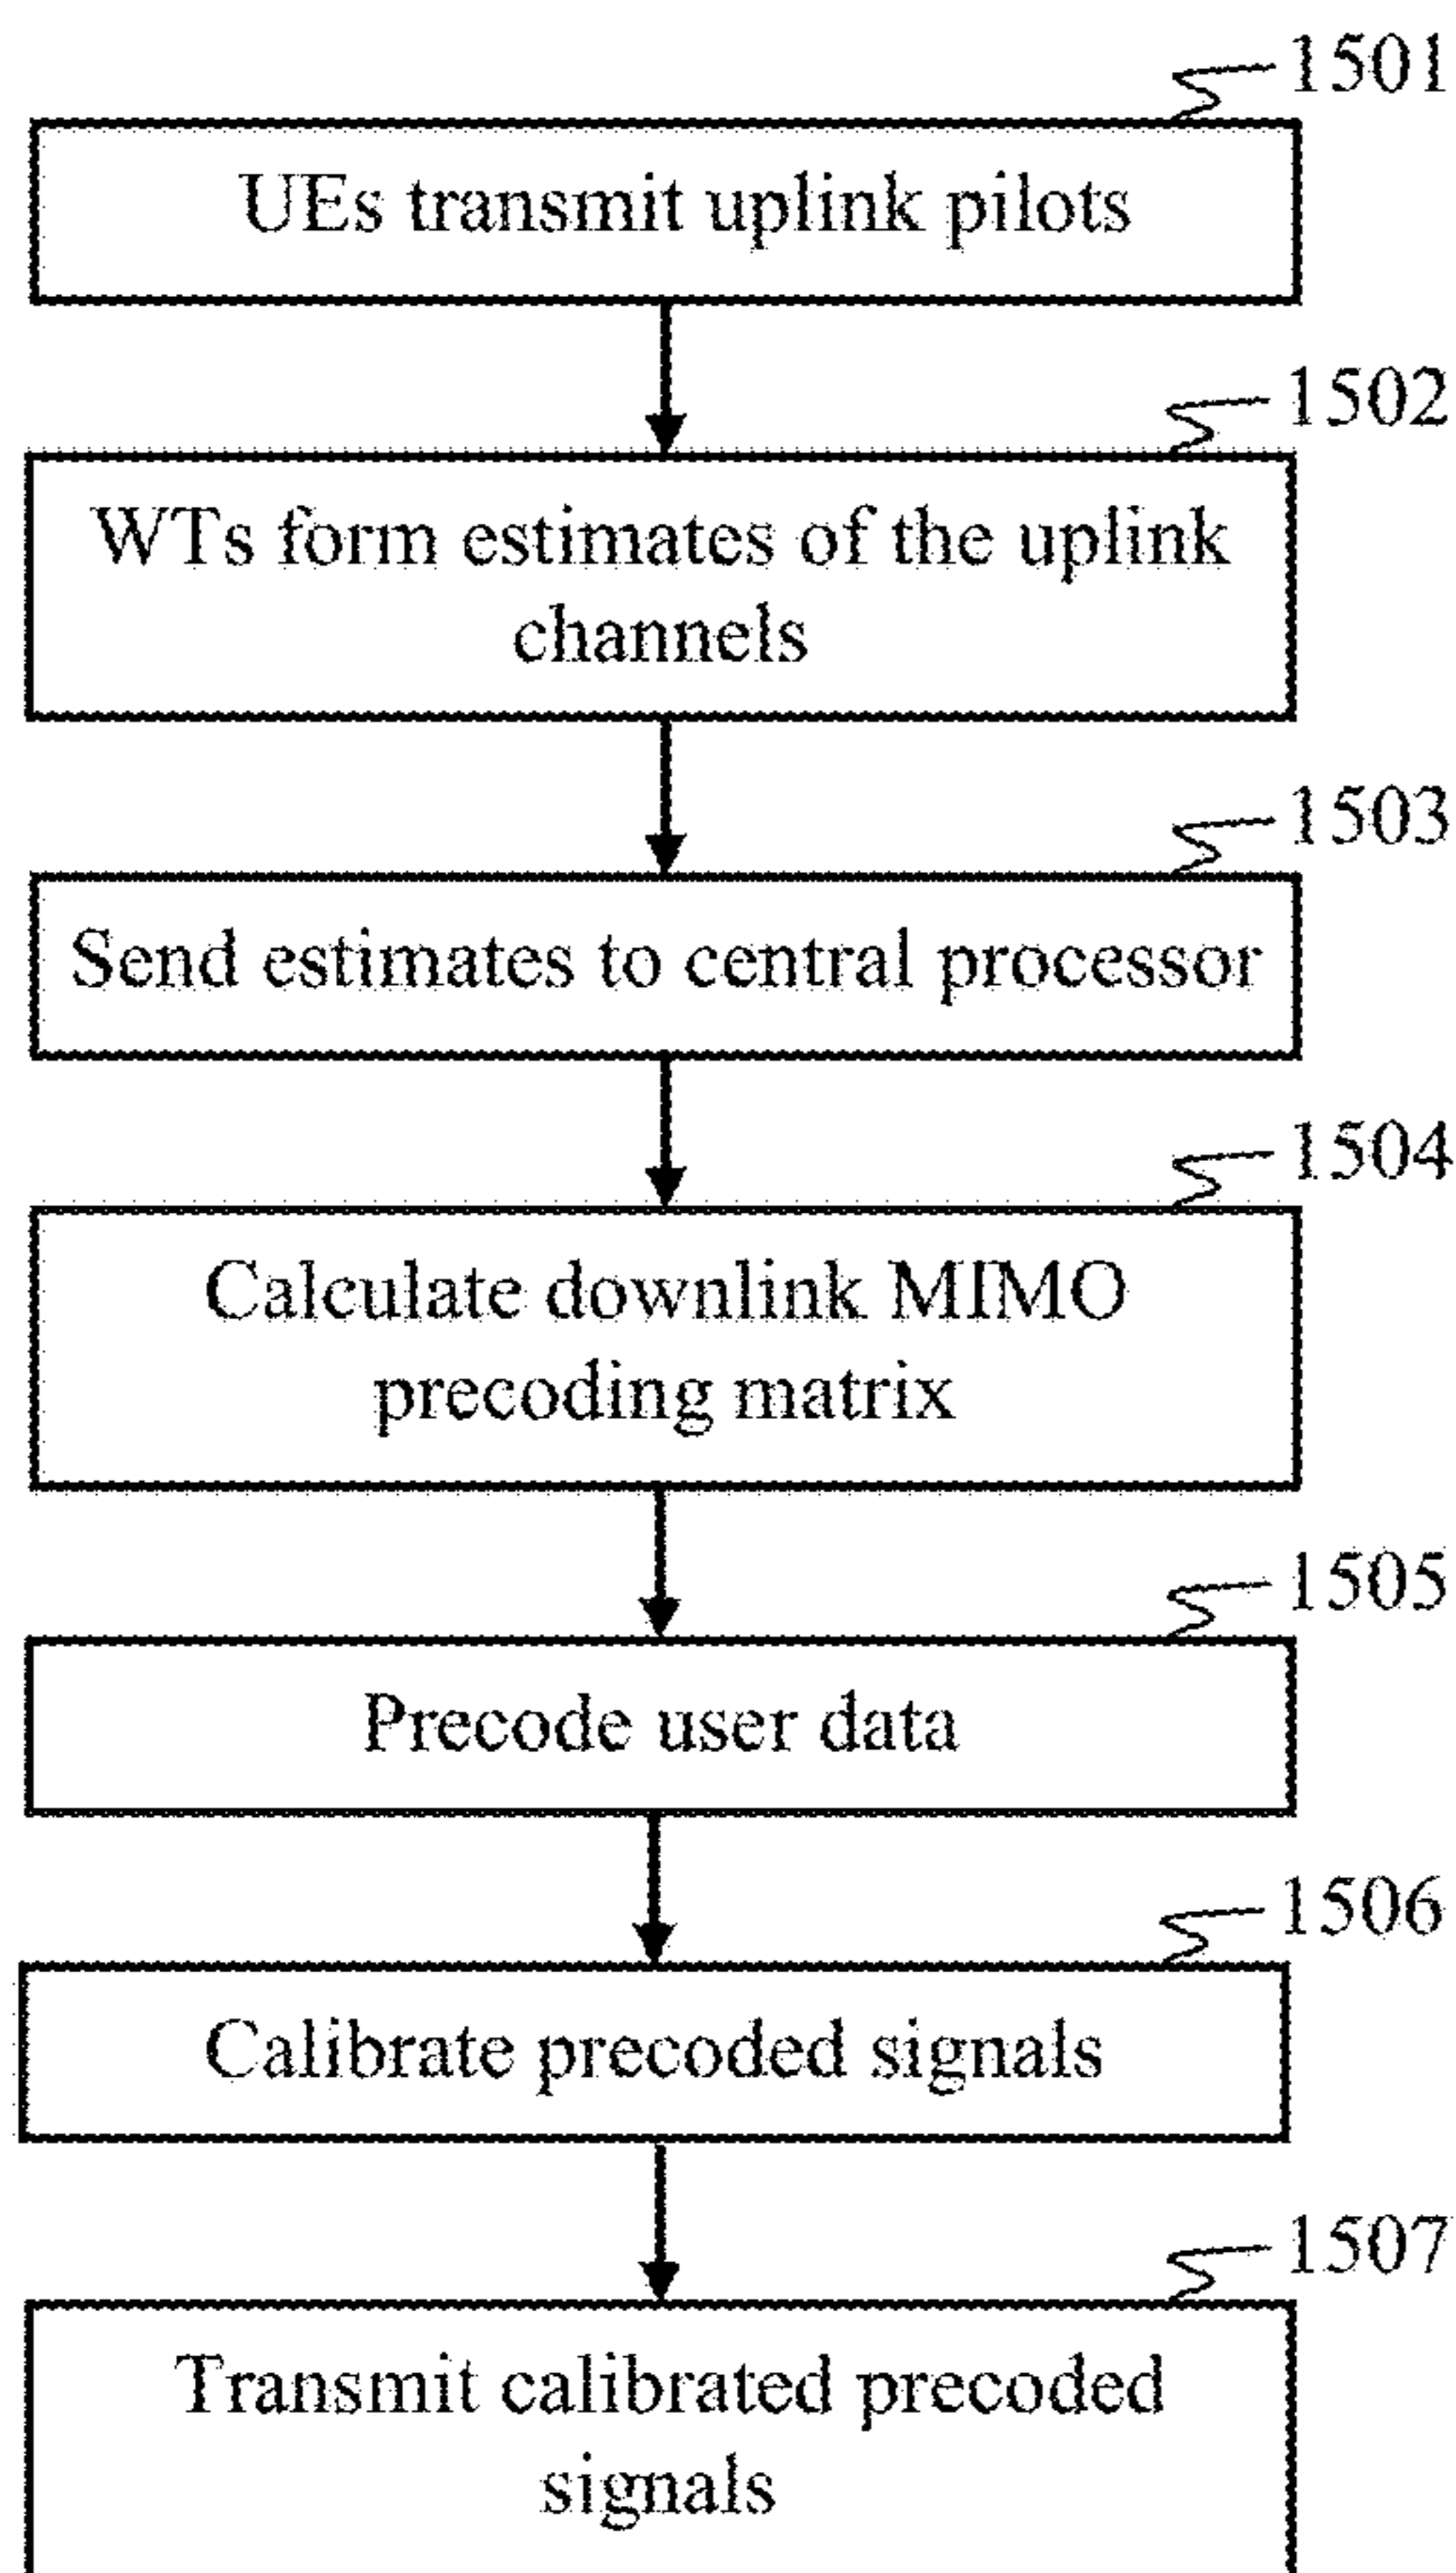 1501
UEs transmit uplink pilots
1502
WTs form estimates of the uplink
channels
1503
Send estimates to central processor
1504
Calculate downlink MIMO
precoding matrix
1505
Precode user data
1506
Calibrate precoded signals
1507
Transmit calibrated precoded
signals